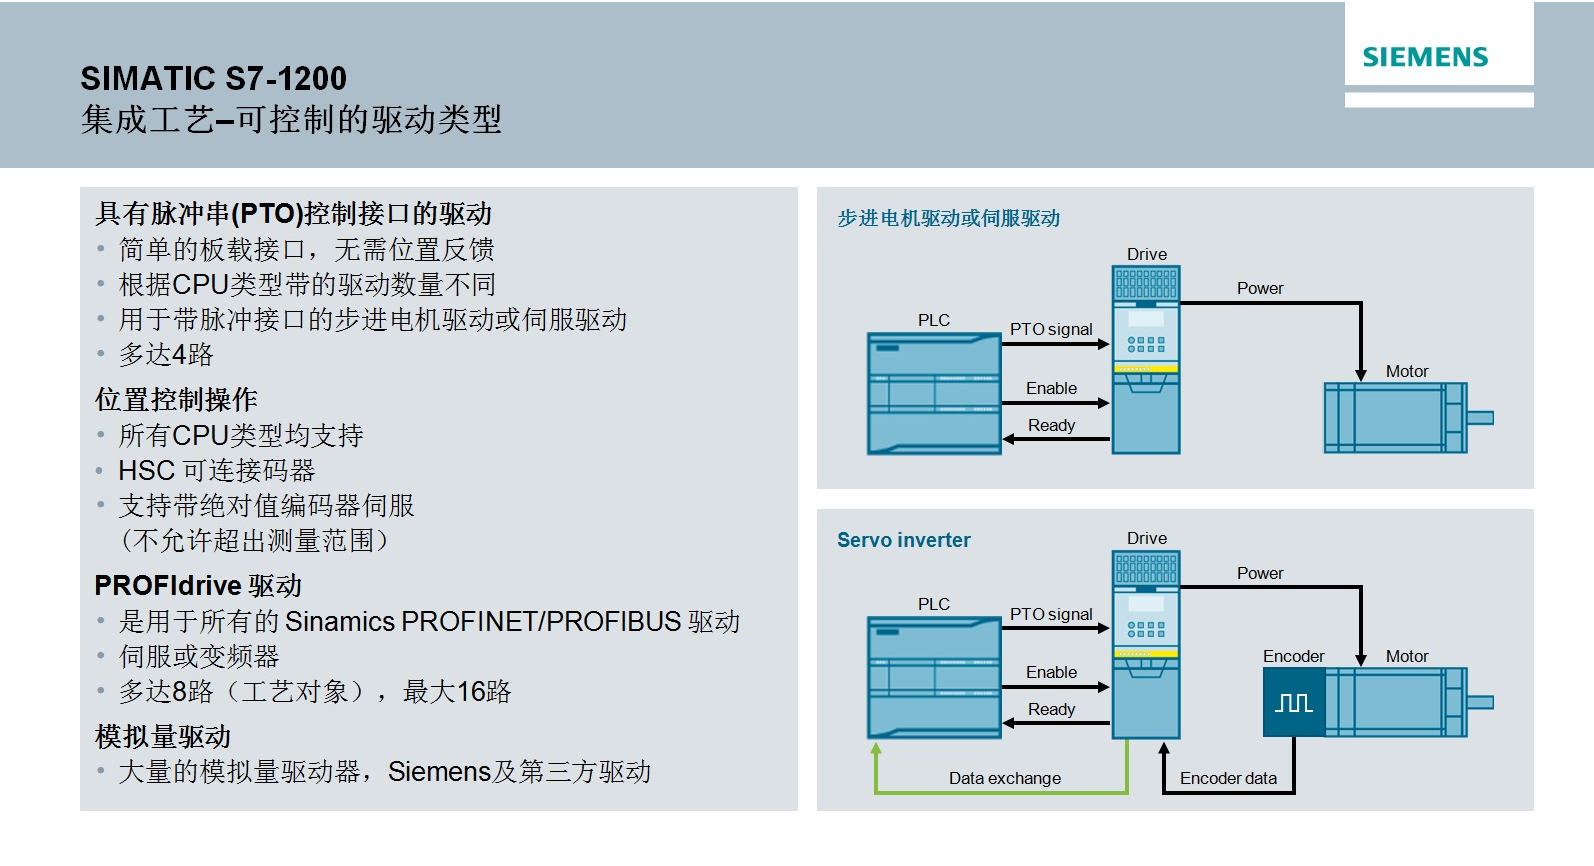 SIMATIC S7-1200
集成工艺–可控制的驱动类型
SIEMENS
具有脉冲串(PTO)控制接口的驱动
• 简单的板载接口，无需位置反馈
• 根据CPU类型带的驱动数量不同
• 用于带脉冲接口的步进电机驱动或伺服驱动
• 多达4路
位置控制操作
• 所有CPU类型均支持
• HSC 可连接码器
• 支持带绝对值编码器伺服
（不允许超出测量范围）
PROFIdrive 驱动
• 是用于所有的 Sinamics PROFINET/PROFIBUS 驱动
• 伺服或变频器
• 多达8路（工艺对象），最大16路
模拟量驱动
• 大量的模拟量驱动器，Siemens及第三方驱动
步进电机驱动或伺服驱动
Drive
Power
PLC
PTO signal
Motor
Enable
Ready
Servo inverter
Drive
Power
PLC
PTO signal
Encoder
Motor
Enable
Ready
Data exchange
Encoder data